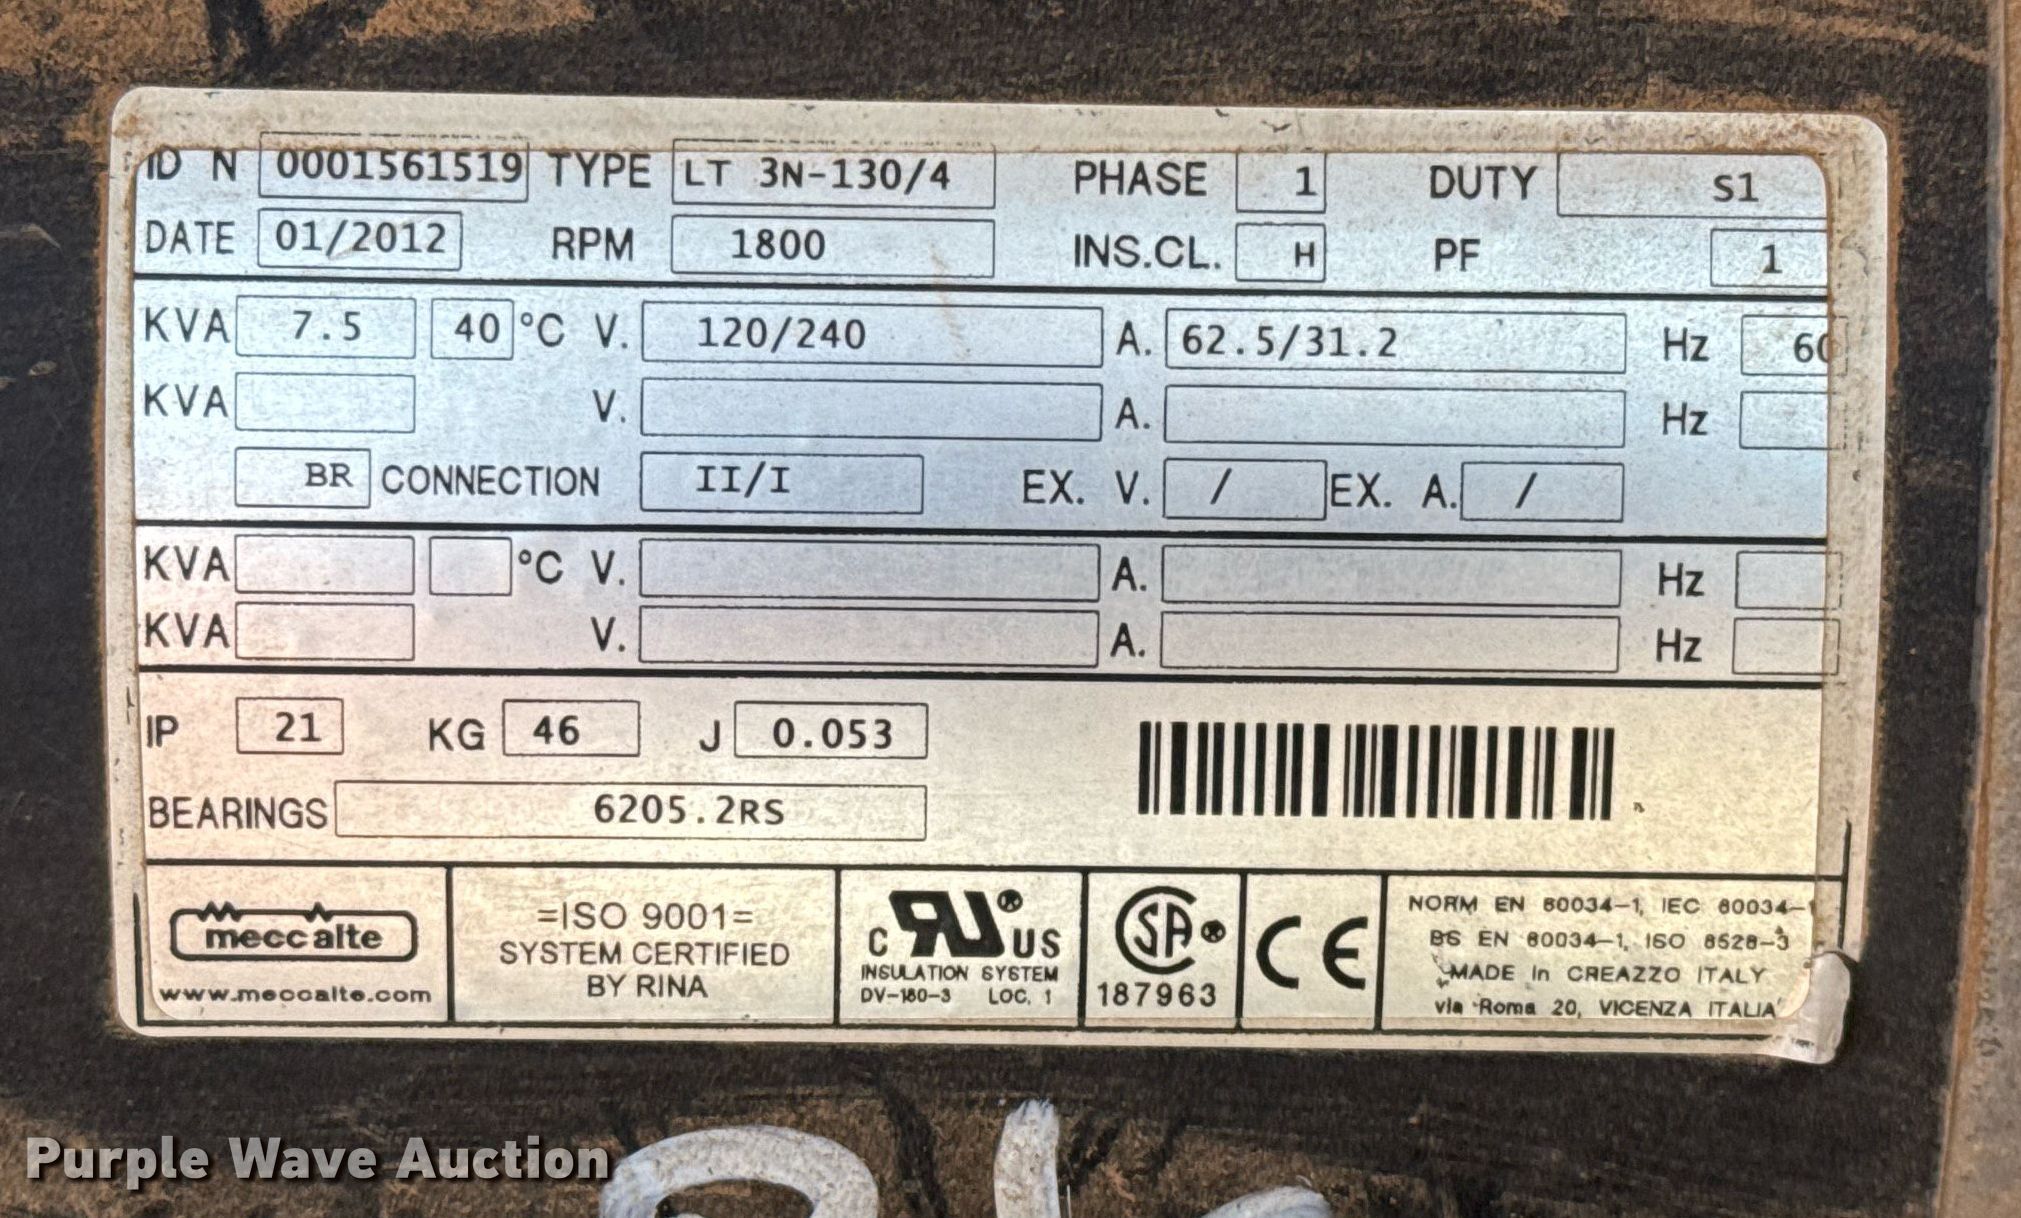 ID N 0001561519 TYPE LT 3N-130/4 PHASE 1 DUTY S1
DATE 01/2012 RPM 1800 INS.CL. H PF 1
KVA 7.5 40 °C V. 120/240 A. 62.5/31.2 Hz 60
KVA V. A. Hz
BR CONNECTION II/I EX. V. / EX. A. /
KVA °C V. A. Hz
KVA V. A. Hz
IP 21 KG 46 J 0.053
BEARINGS 6205.2RS
mecc alte
www.meccalte.com
=ISO 9001=
SYSTEM CERTIFIED
BY RINA
C RU ® US
INSULATION SYSTEM
DV-180-3 LOC. 1
SA ®
187963
CE
NORM EN 60034-1, IEC 60034-1
BS EN 60034-1, ISO 8528-3
MADE In CREAZZO ITALY
via Roma 20, VICENZA ITALIA
Purple Wave Auction